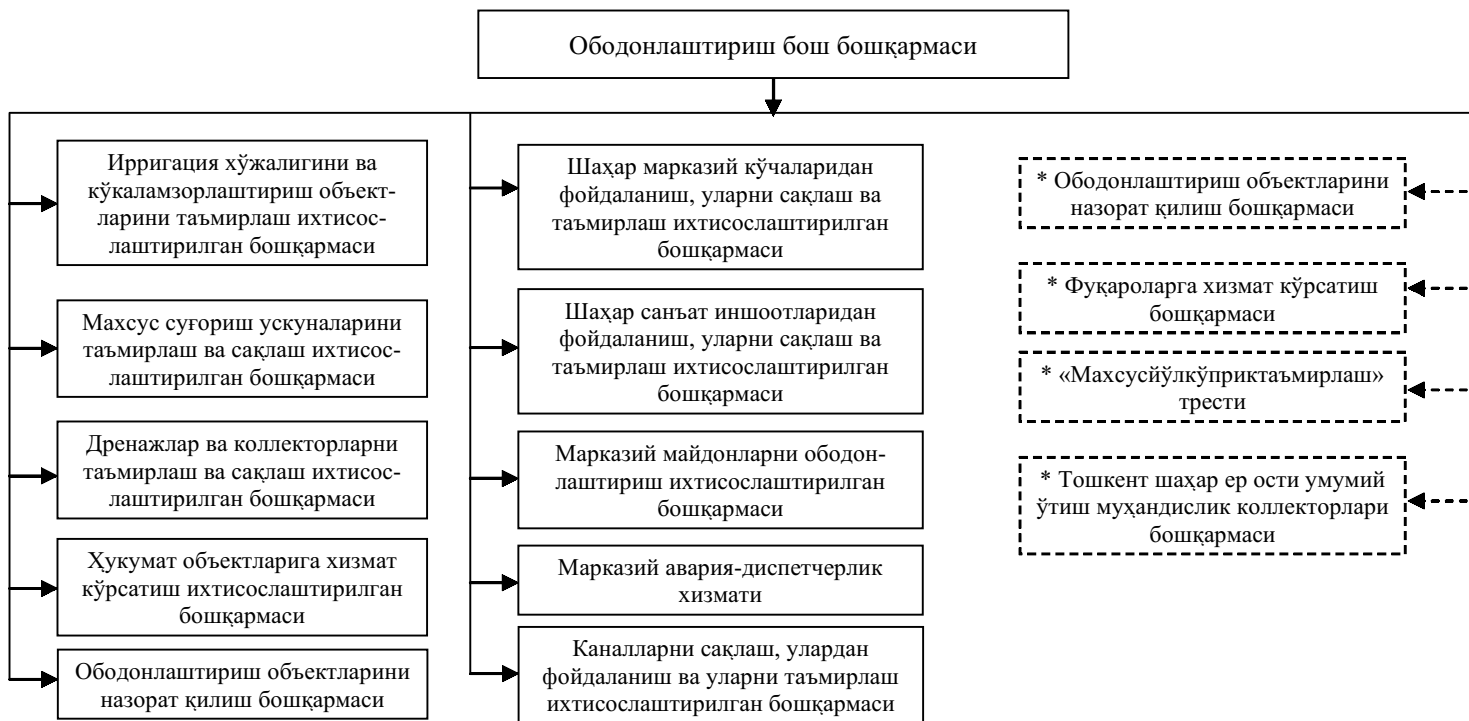 Ободонлаштириш бош бошқармаси
Ирригация хўжалигини ва
кўкаламзорлаштириш объект-
ларини таъмирлаш ихтисос-
лаштирилган бошқармаси
Махсус суғориш ускуналарини
таъмирлаш ва сақлаш ихтисос-
лаштирилган бошқармаси
Дренажлар ва коллекторларни
таъмирлаш ва сақлаш ихтисос-
лаштирилган бошқармаси
Ҳукумат объектларига хизмат
кўрсатиш ихтисослаштирилган
бошқармаси
Ободонлаштириш объектларини
назорат қилиш бошқармаси
Шаҳар марказий кўчаларидан
фойдаланиш, уларни сақлаш ва
таъмирлаш ихтисослаштирилган
бошқармаси
Шаҳар санъат иншоотларидан
фойдаланиш, уларни сақлаш ва
таъмирлаш ихтисослаштирилган
бошқармаси
Марказий майдонларни ободон-
лаштириш ихтисослаштирилган
бошқармаси
Марказий авария-диспетчерлик
хизмати
Каналларни сақлаш, улардан
фойдаланиш ва уларни таъмирлаш
ихтисослаштирилган бошқармаси
* Ободонлаштириш объектларини
назорат қилиш бошқармаси
* Фуқароларга хизмат кўрсатиш
бошқармаси
* «Махсусйўлкўприктаъмирлаш»
трести
* Тошкент шаҳар ер ости умумий
ўтиш муҳандислик коллекторлари
бошқармаси